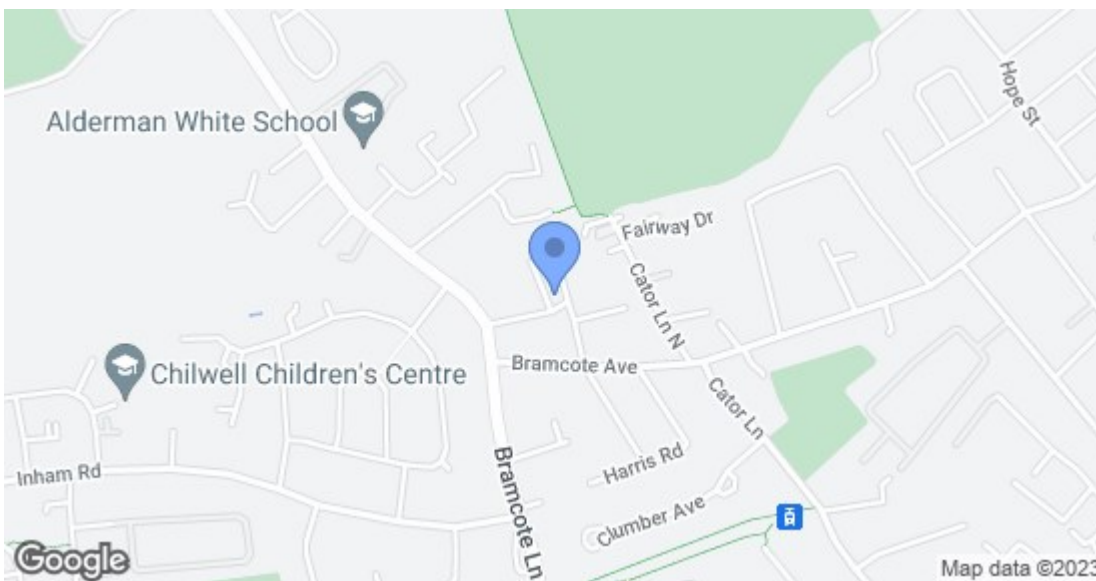 Hope St
Alderman White School
Fairway Dr
Cator Ln N
Bramcote Ave
Chilwell Children's Centre
Cator Ln
Harris Rd
Inham Rd
Bramcote Ln
Clumber Ave
Google
Map data ©2023